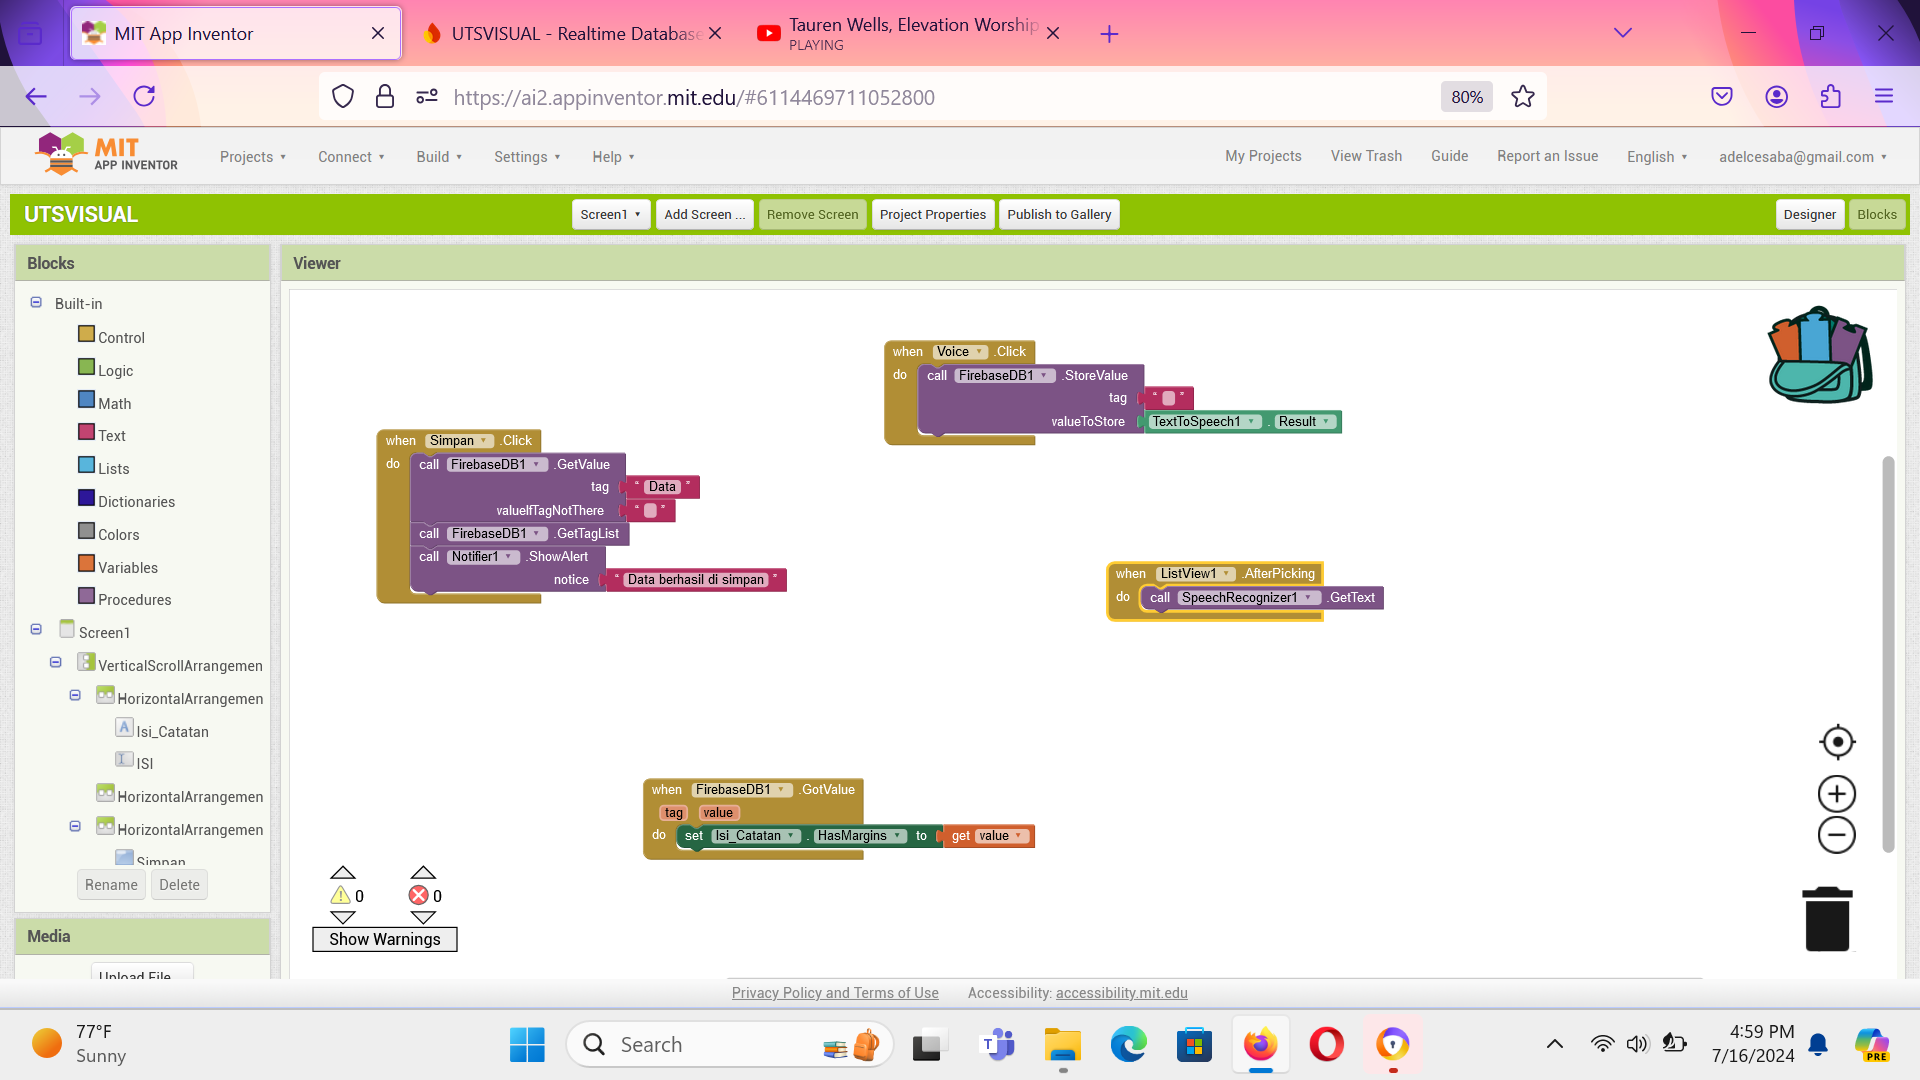 MIT App Inventor
UTSVISUAL - Realtime Database
Tauren Wells, Elevation Worship
PLAYING
https://ai2.appinventor.mit.edu/#6114469711052800
80%
MIT
APP INVENTOR
Projects
Connect
Build
Settings
Help
My Projects
View Trash
Guide
Report an Issue
English
adelcesaba@gmail.com
UTSVISUAL
Screen1
Add Screen ...
Remove Screen
Project Properties
Publish to Gallery
Designer
Blocks
Blocks
Built-in
Control
Logic
Math
Text
Lists
Dictionaries
Colors
Variables
Procedures
Screen1
VerticalScrollArrangemen
HorizontalArrangemen
Isi_Catatan
ISI
HorizontalArrangemen
HorizontalArrangemen
Simpan
Rename
Delete
Media
Upload File
Viewer
when Voice .Click
do call FirebaseDB1 .StoreValue
tag “ ”
valueToStore TextToSpeech1 . Result
when Simpan .Click
do call FirebaseDB1 .GetValue
tag “ Data ”
valueIfTagNotThere “ ”
call FirebaseDB1 .GetTagList
call Notifier1 .ShowAlert
notice “ Data berhasil di simpan ”
when ListView1 .AfterPicking
do call SpeechRecognizer1 .GetText
when FirebaseDB1 .GotValue
tag value
do set Isi_Catatan . HasMargins to get value
0
0
Show Warnings
Privacy Policy and Terms of Use
Accessibility: accessibility.mit.edu
77°F
Sunny
Search
4:59 PM
7/16/2024
PRE